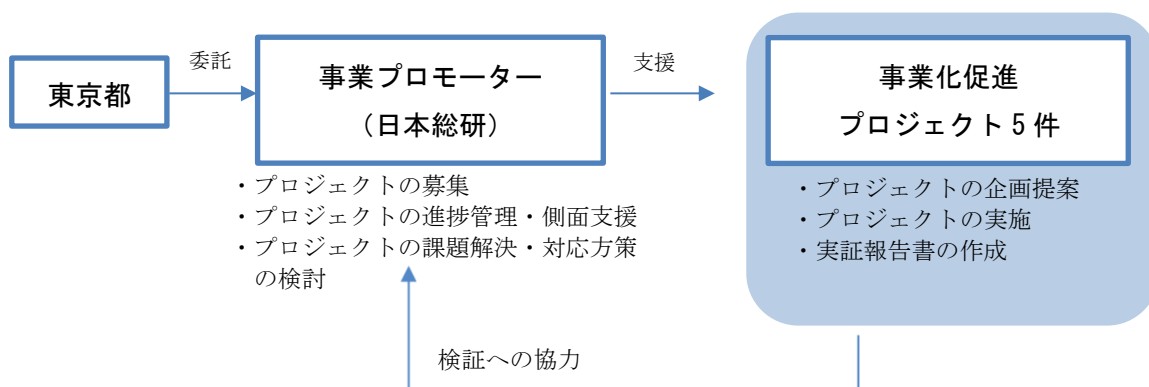 東京都
委託
事業プロモーター
（日本総研）
支援
事業化促進
プロジェクト５件
・プロジェクトの募集
・プロジェクトの進捗管理・側面支援
・プロジェクトの課題解決・対応方策
の検討
・プロジェクトの企画提案
・プロジェクトの実施
・実証報告書の作成
検証への協力